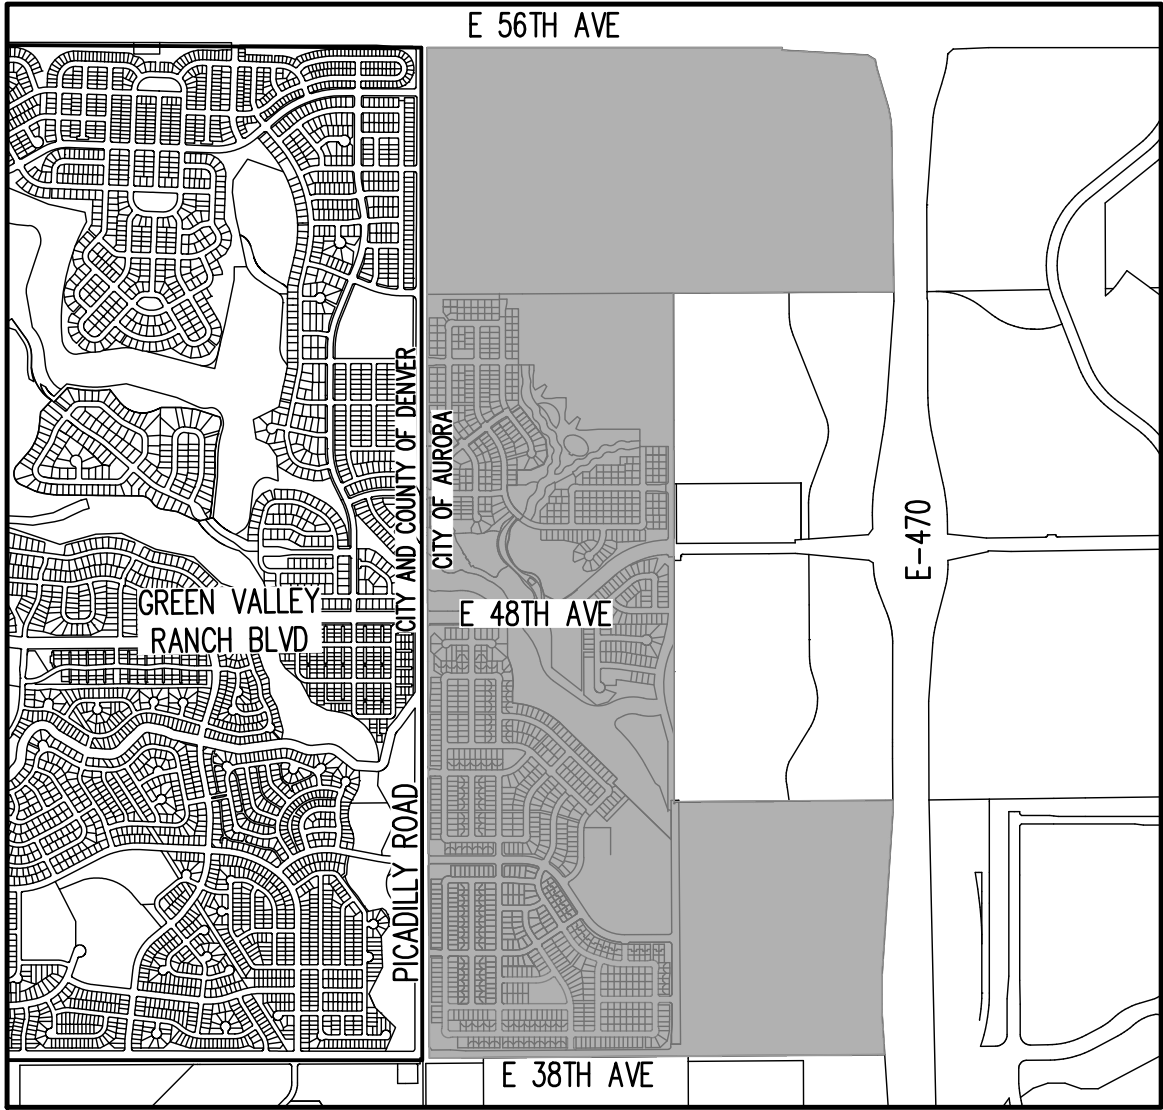 E 56TH AVE
CITY AND COUNTY OF DENVER
CITY OF AURORA
E-470
GREEN VALLEY
RANCH BLVD
E 48TH AVE
PICADILLY ROAD
E 38TH AVE